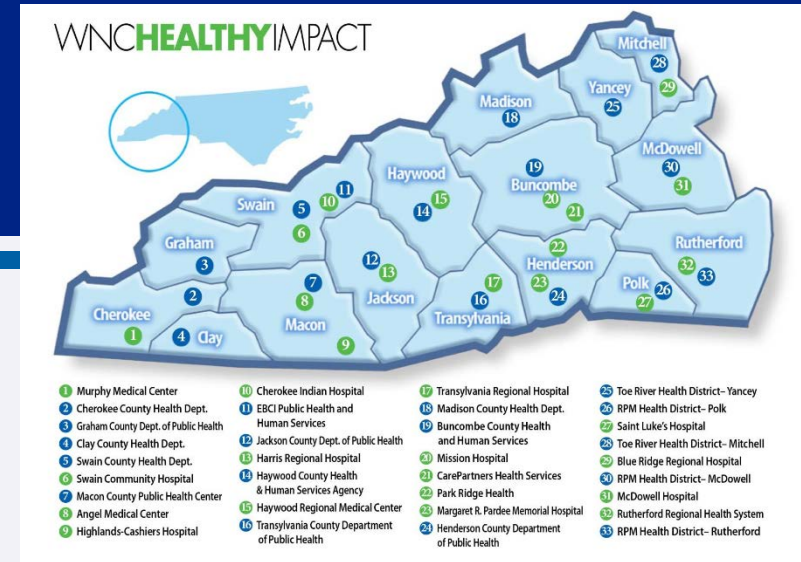 WNCHEALTHYIMPACT
Mitchell
28
29
Yancey
25
Madison
18
McDowell
30
31
Haywood
15
14
19
Buncombe
20
21
Swain
11
10
5
6
Graham
3
12
13
Jackson
22
Henderson
23
24
Rutherford
32
33
Polk
26
27
17
16
Transylvania
7
8
Macon
9
2
Cherokee
1
4 Clay
1 Murphy Medical Center
2 Cherokee County Health Dept.
3 Graham County Dept. of Public Health
4 Clay County Health Dept.
5 Swain County Health Dept.
6 Swain Community Hospital
7 Macon County Public Health Center
8 Angel Medical Center
9 Highlands-Cashiers Hospital
10 Cherokee Indian Hospital
11 EBCI Public Health and
Human Services
12 Jackson County Dept. of Public Health
13 Harris Regional Hospital
14 Haywood County Health
& Human Services Agency
15 Haywood Regional Medical Center
16 Transylvania County Department
of Public Health
17 Transylvania Regional Hospital
18 Madison County Health Dept.
19 Buncombe County Health
and Human Services
20 Mission Hospital
21 CarePartners Health Services
22 Park Ridge Health
23 Margaret R. Pardee Memorial Hospital
24 Henderson County Department
of Public Health
25 Toe River Health District– Yancey
26 RPM Health District– Polk
27 Saint Luke's Hospital
28 Toe River Health District– Mitchell
29 Blue Ridge Regional Hospital
30 RPM Health District– McDowell
31 McDowell Hospital
32 Rutherford Regional Health System
33 RPM Health District– Rutherford